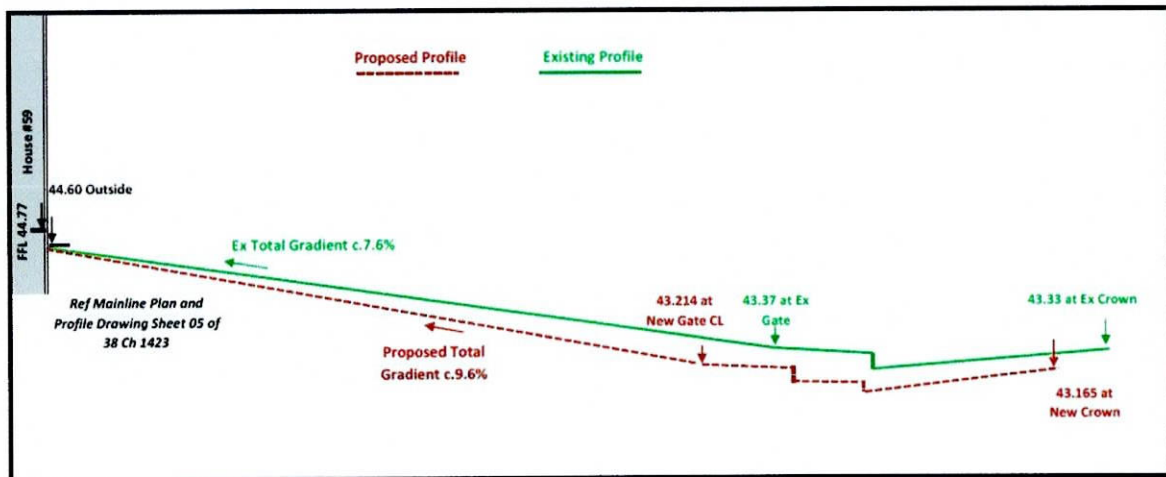 Proposed Profile
Existing Profile
House #59
FFL 44.77
44.60 Outside
Ex Total Gradient c.7.6%
Ref Mainline Plan and
Profile Drawing Sheet 05 of
38 Ch 1423
Proposed Total
Gradient c.9.6%
43.214 at
New Gate CL
43.37 at Ex
Gate
43.33 at Ex Crown
43.165 at
New Crown